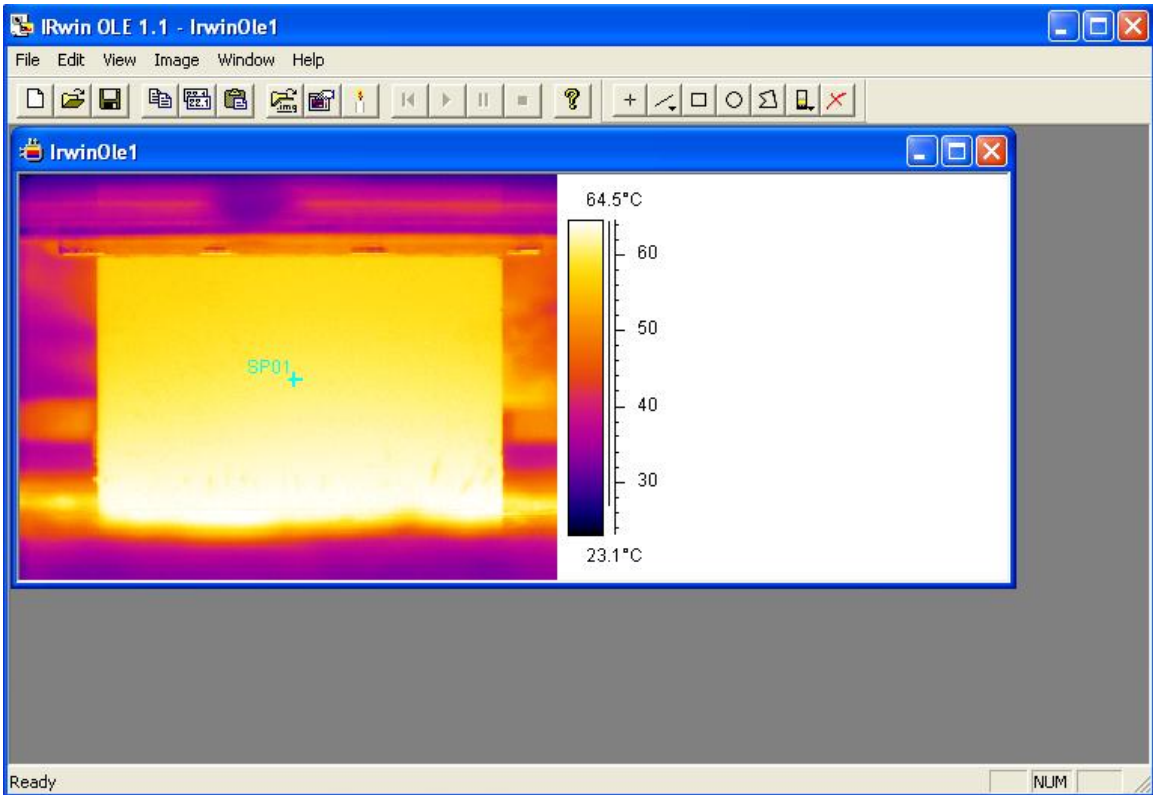 IRwin OLE 1.1 - IrwinOle1
File Edit View Image Window Help
.img
IrwinOle1
64.5°C
60
SP01
50
40
30
23.1°C
Ready
NUM